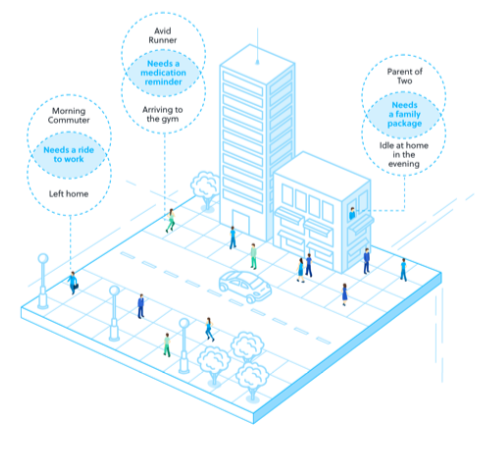 Avid
Runner
Needs a
medication
reminder
Arriving to
the gym
Parent of
Two
Needs
a family
package
Idle at home
in the
evening
Morning
Commuter
Needs a ride
to work
Left home